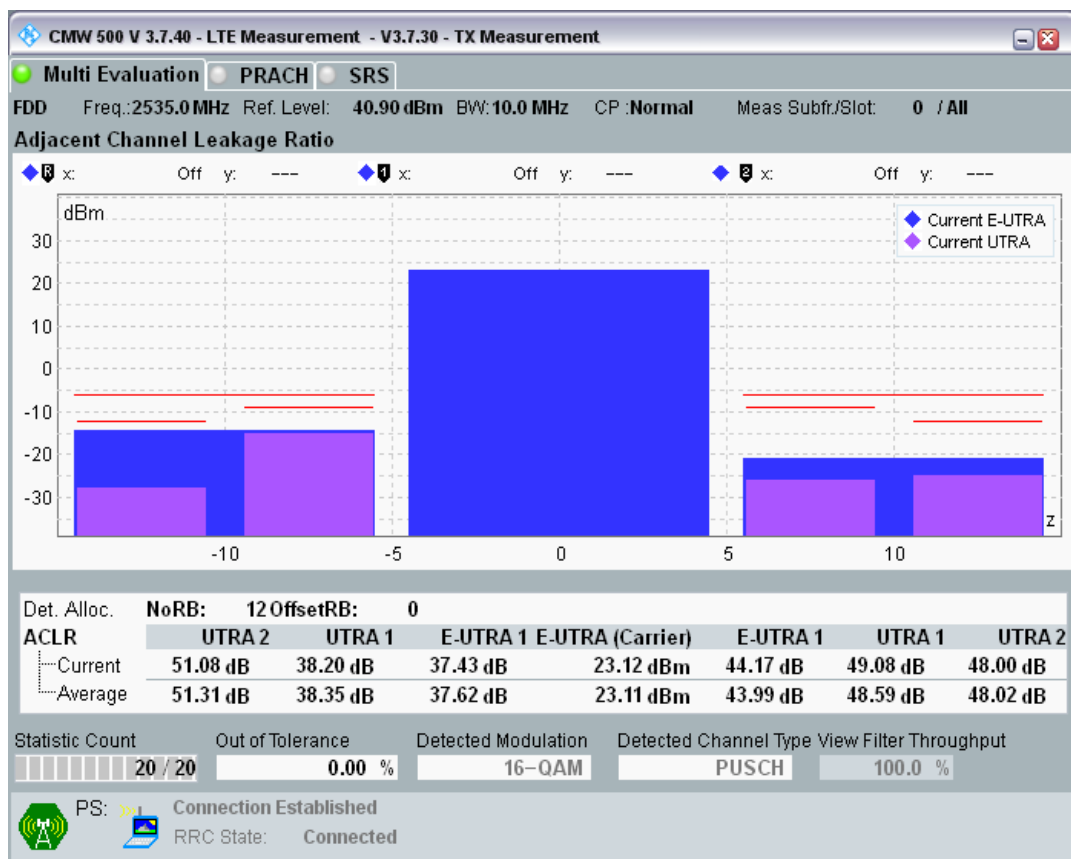 CMW 500 V 3.7.40 - LTE Measurement - V3.7.30 - TX Measurement
Multi Evaluation PRACH SRS
FDD Freq.:2535.0 MHz Ref. Level: 40.90 dBm BW:10.0 MHz CP :Normal Meas Subfr./Slot: 0 / All
Adjacent Channel Leakage Ratio
R x: Off y: --- 1 x: Off y: --- 2 x: Off y: ---
dBm
Current E-UTRA
Current UTRA
30
20
10
0
-10
-20
-30
z
-10 -5 0 5 10
Det. Alloc. NoRB: 12 OffsetRB: 0
ACLR UTRA 2 UTRA 1 E-UTRA 1 E-UTRA (Carrier) E-UTRA 1 UTRA 1 UTRA 2
Current 51.08 dB 38.20 dB 37.43 dB 23.12 dBm 44.17 dB 49.08 dB 48.00 dB
Average 51.31 dB 38.35 dB 37.62 dB 23.11 dBm 43.99 dB 48.59 dB 48.02 dB
Statistic Count Out of Tolerance Detected Modulation Detected Channel Type View Filter Throughput
20 / 20 0.00 % 16-QAM PUSCH 100.0 %
PS: Connection Established
RRC State: Connected